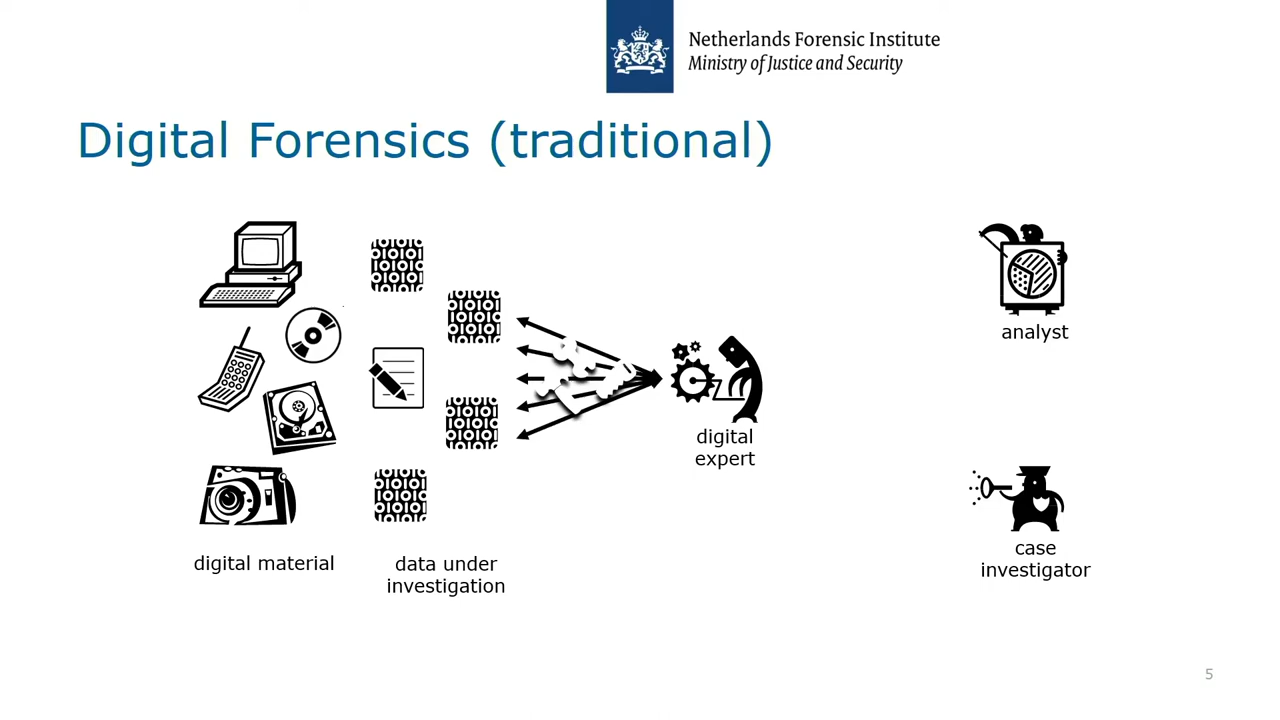 Netherlands Forensic Institute
Ministry of Justice and Security
Digital Forensics (traditional)
analyst
digital
expert
case
investigator
digital material
data under
investigation
5